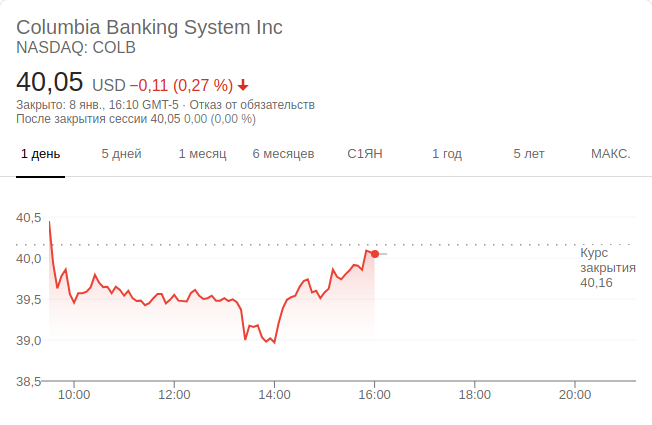 Columbia Banking System Inc
NASDAQ: COLB
40,05 USD −0,11 (0,27 %)
Закрыто: 8 янв., 16:10 GMT-5 · Отказ от обязательств
После закрытия сессии 40,05 0,00 (0,00 %)
1 день 5 дней 1 месяц 6 месяцев С1ЯН 1 год 5 лет МАКС.
40,5
40,0
39,5
39,0
38,5
Курс
закрытия
40,16
10:00 12:00 14:00 16:00 18:00 20:00